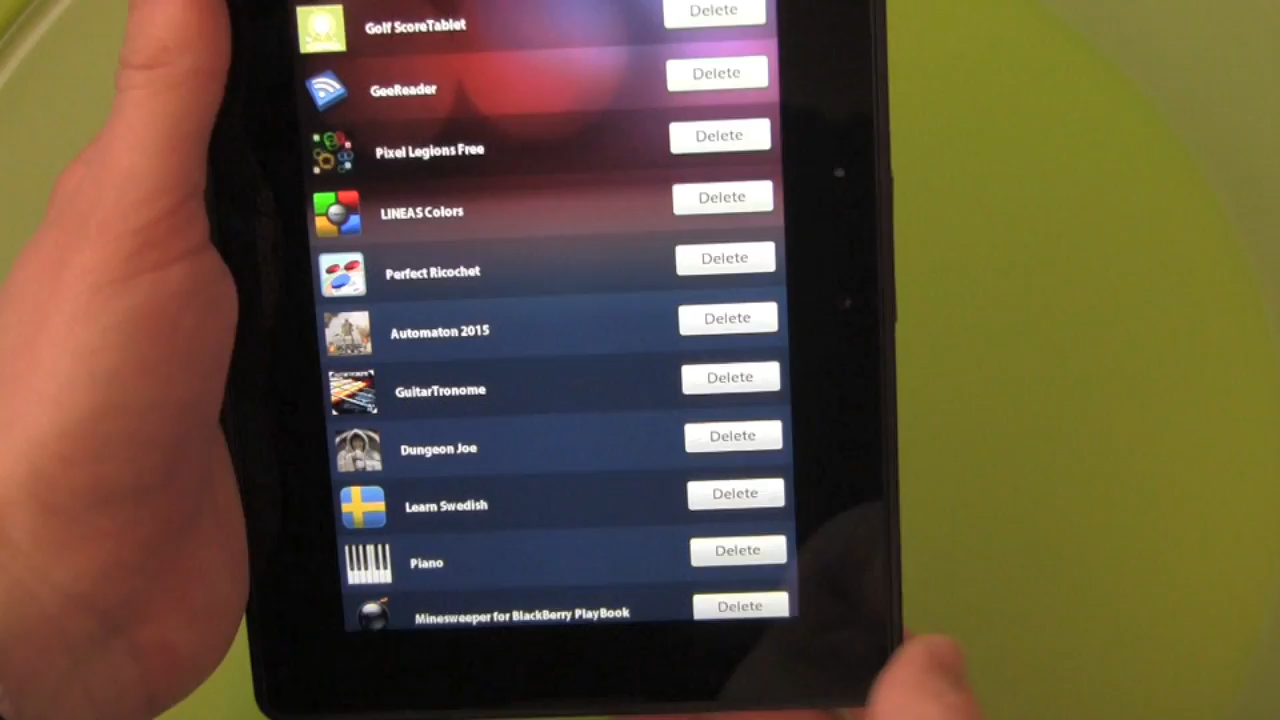 Golf ScoreTablet Delete
GeeReader Delete
Pixel Legions Free Delete
LINEAS Colors Delete
Perfect Ricochet Delete
Automaton 2015 Delete
GuitarTronome Delete
Dungeon Joe Delete
Learn Swedish Delete
Piano Delete
Minesweeper for BlackBerry PlayBook Delete